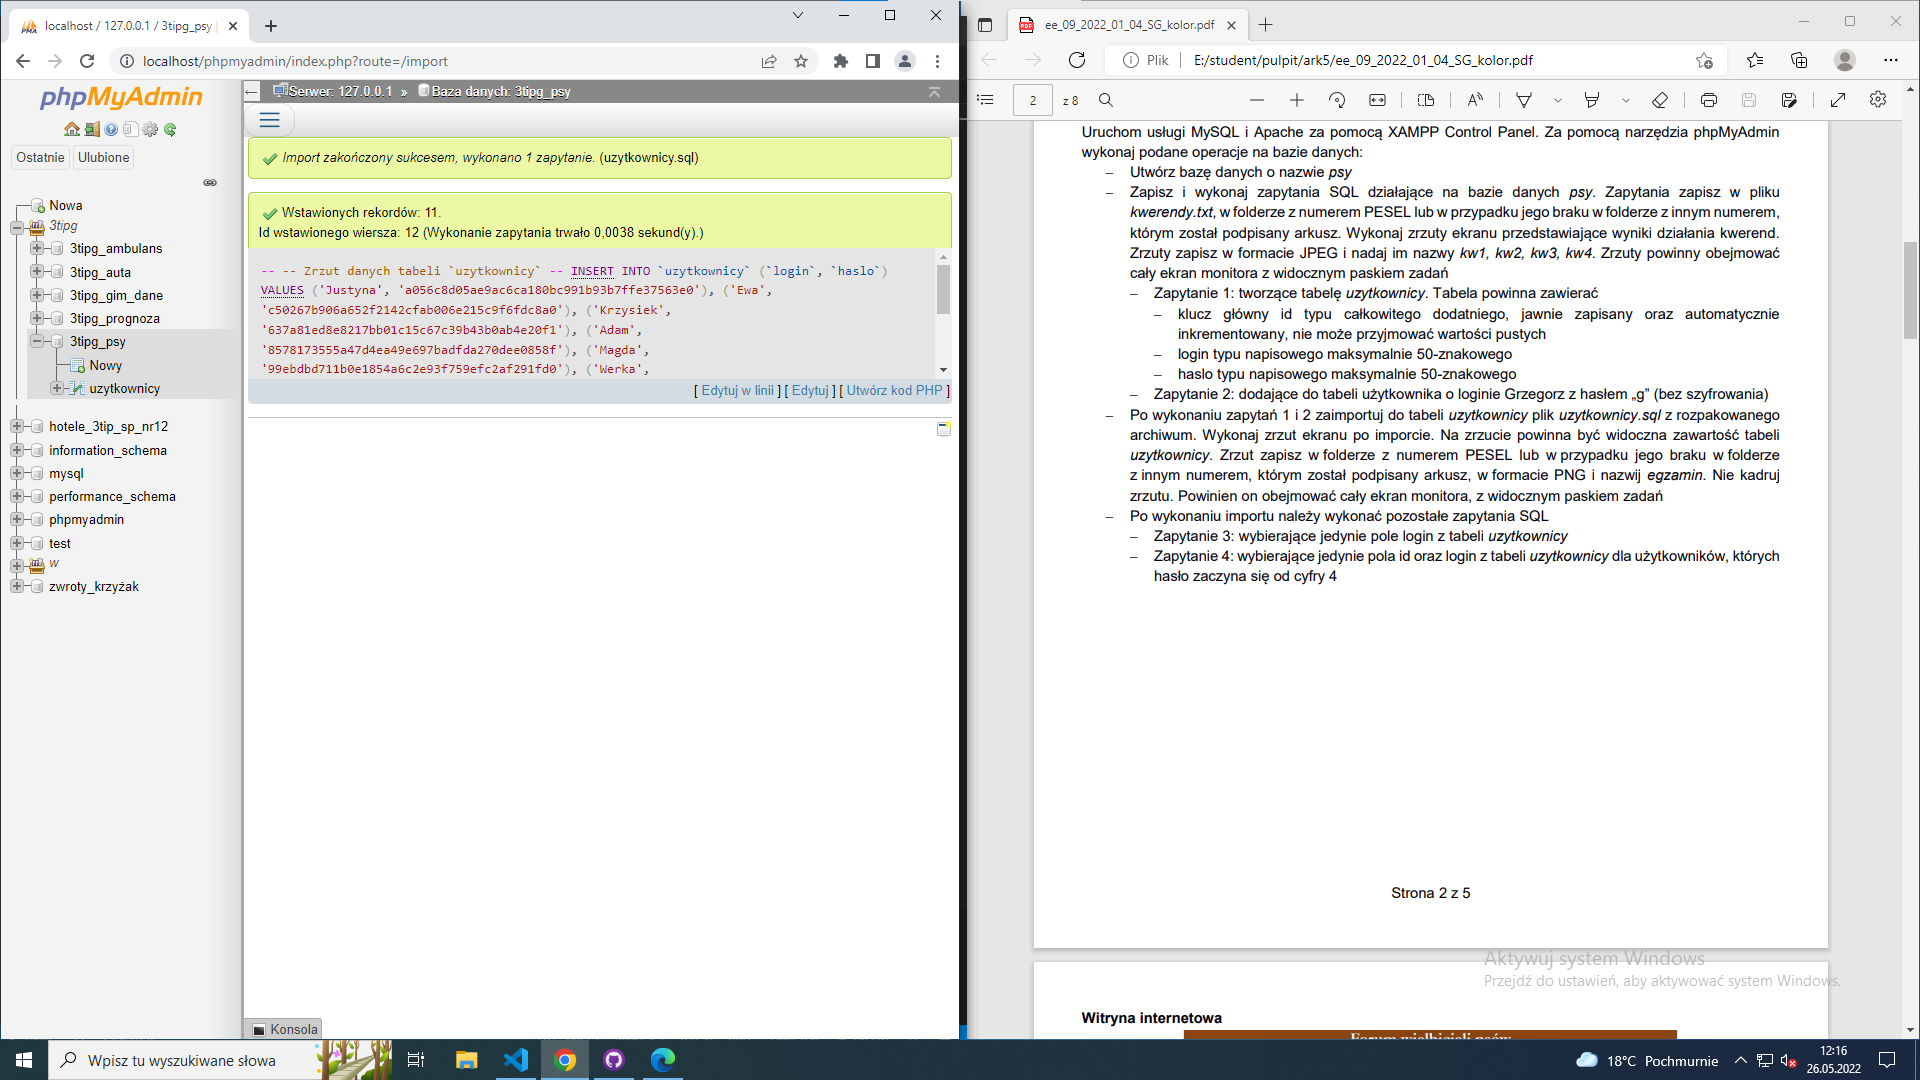 localhost / 127.0.0.1 / 3tipg_psy |
localhost/phpmyadmin/index.php?route=/import
phpMyAdmin
Ostatnie
Ulubione
Nowa
3tipg
3tipg_ambulans
3tipg_auta
3tipg_gim_dane
3tipg_prognoza
3tipg_psy
Nowy
uzytkownicy
hotele_3tip_sp_nr12
information_schema
mysql
performance_schema
phpmyadmin
test
w
zwroty_krzyżak
Serwer: 127.0.0.1 » Baza danych: 3tipg_psy
Import zakończony sukcesem, wykonano 1 zapytanie. (uzytkownicy.sql)
Wstawionych rekordów: 11.
Id wstawionego wiersza: 12 (Wykonanie zapytania trwało 0,0038 sekund(y).)
-- -- Zrzut danych tabeli `uzytkownicy` -- INSERT INTO `uzytkownicy` (`login`, `haslo`)
VALUES ('Justyna', 'a056c8d05ae9ac6ca180bc991b93b7ffe37563e0'), ('Ewa',
'c50267b906a652f2142cfab006e215c9f6fdc8a0'), ('Krzysiek',
'637a81ed8e8217bb01c15c67c39b43b0ab4e20f1'), ('Adam',
'8578173555a47d4ea49e697badfda270dee0858f'), ('Magda',
'99ebdbd711b0e1854a6c2e93f759efc2af291fd0'), ('Werka',
[ Edytuj w linii ] [ Edytuj ] [ Utwórz kod PHP ]
Konsola
ee_09_2022_01_04_SG_kolor.pdf
Plik
E:/student/pulpit/ark5/ee_09_2022_01_04_SG_kolor.pdf
2
z 8
Uruchom usługi MySQL i Apache za pomocą XAMPP Control Panel. Za pomocą narzędzia phpMyAdmin
wykonaj podane operacje na bazie danych:
– Utwórz bazę danych o nazwie psy
– Zapisz i wykonaj zapytania SQL działające na bazie danych psy. Zapytania zapisz w pliku
kwerendy.txt, w folderze z numerem PESEL lub w przypadku jego braku w folderze z innym numerem,
którym został podpisany arkusz. Wykonaj zrzuty ekranu przedstawiające wyniki działania kwerend.
Zrzuty zapisz w formacie JPEG i nadaj im nazwy kw1, kw2, kw3, kw4. Zrzuty powinny obejmować
cały ekran monitora z widocznym paskiem zadań
– Zapytanie 1: tworzące tabelę uzytkownicy. Tabela powinna zawierać
– klucz główny id typu całkowitego dodatniego, jawnie zapisany oraz automatycznie
inkrementowany, nie może przyjmować wartości pustych
– login typu napisowego maksymalnie 50-znakowego
– haslo typu napisowego maksymalnie 50-znakowego
– Zapytanie 2: dodające do tabeli użytkownika o loginie Grzegorz z hasłem „g” (bez szyfrowania)
– Po wykonaniu zapytań 1 i 2 zaimportuj do tabeli uzytkownicy plik uzytkownicy.sql z rozpakowanego
archiwum. Wykonaj zrzut ekranu po imporcie. Na zrzucie powinna być widoczna zawartość tabeli
uzytkownicy. Zrzut zapisz w folderze z numerem PESEL lub w przypadku jego braku w folderze
z innym numerem, którym został podpisany arkusz, w formacie PNG i nazwij egzamin. Nie kadruj
zrzutu. Powinien on obejmować cały ekran monitora, z widocznym paskiem zadań
– Po wykonaniu importu należy wykonać pozostałe zapytania SQL
– Zapytanie 3: wybierające jedynie pole login z tabeli uzytkownicy
– Zapytanie 4: wybierające jedynie pola id oraz login z tabeli uzytkownicy dla użytkowników, których
hasło zaczyna się od cyfry 4
Strona 2 z 5
Aktywuj system Windows
Przejdź do ustawień, aby aktywować system Windows.
Witryna internetowa
Forum wielbicieli psów
Wpisz tu wyszukiwane słowa
18°C Pochmurnie
12:16
26.05.2022